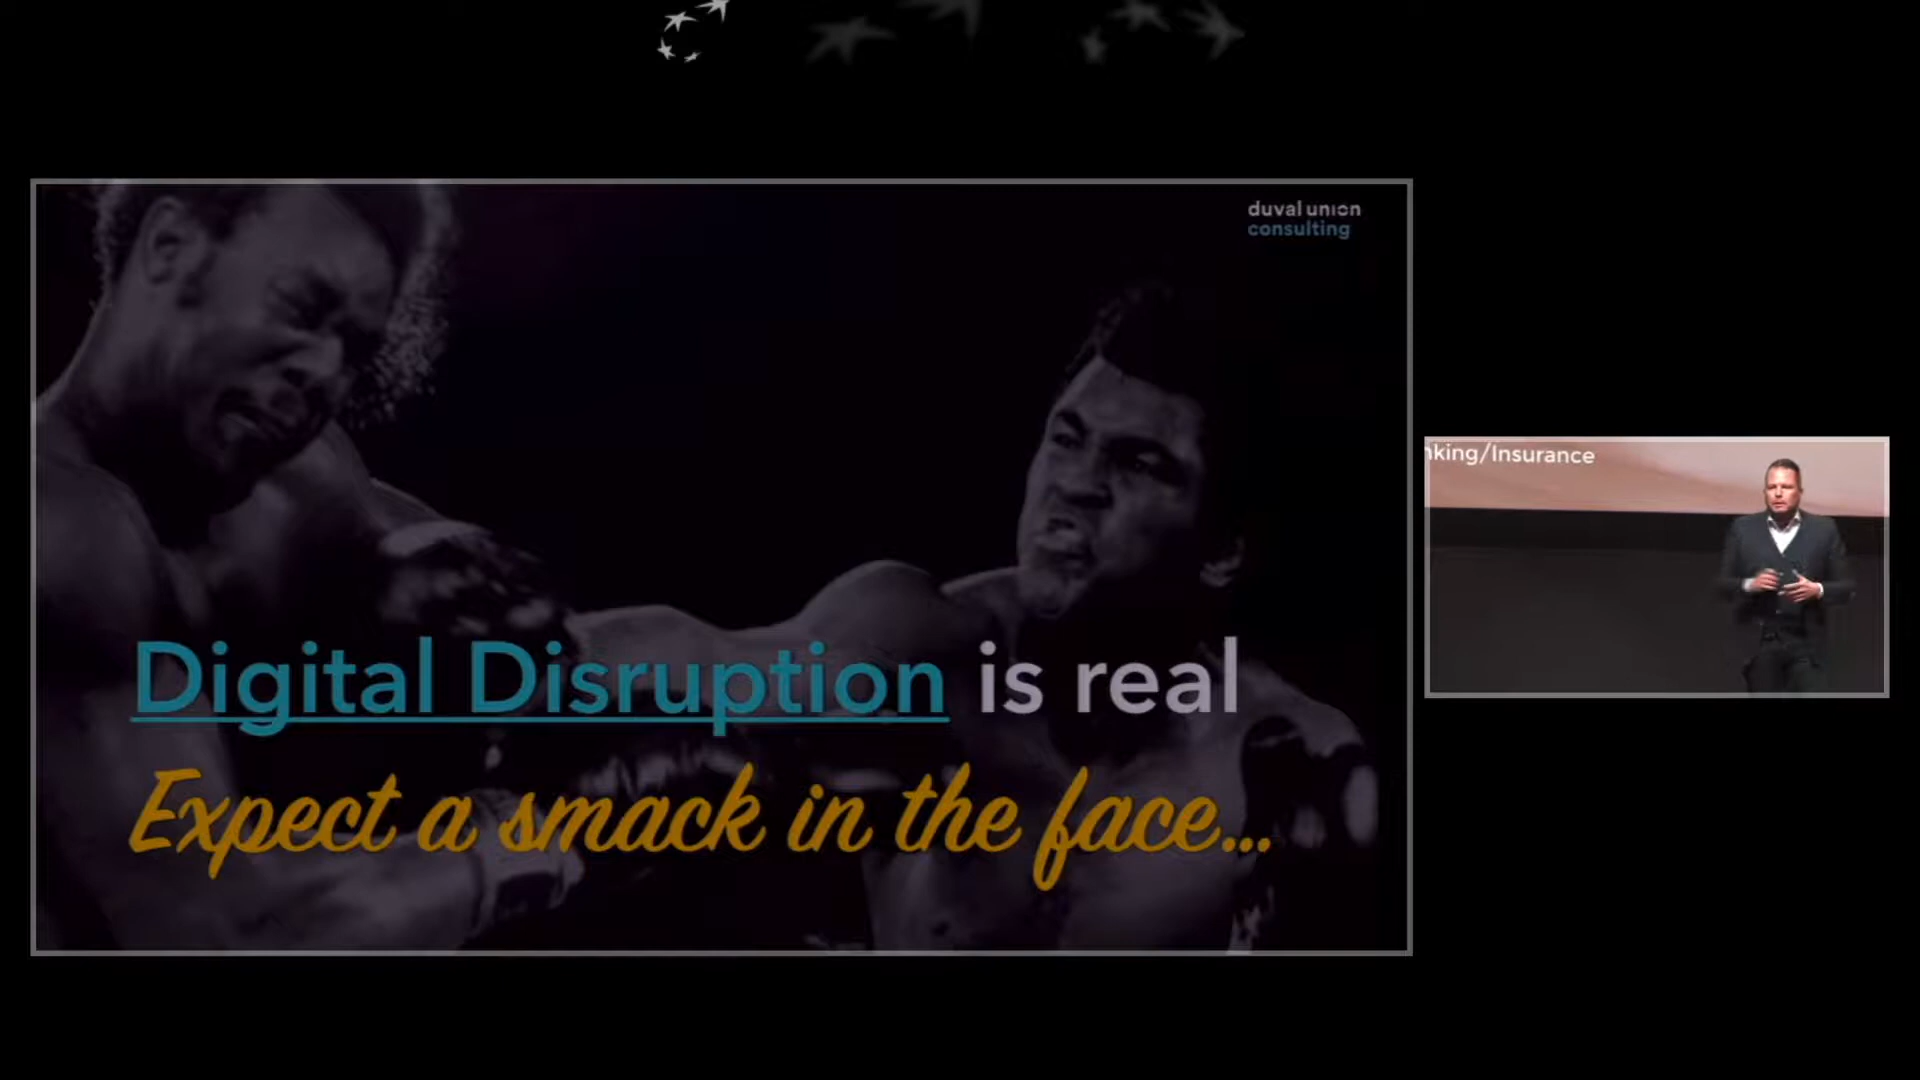 duval union
consulting
Digital Disruption is real
Expect a smack in the face...
nking/Insurance